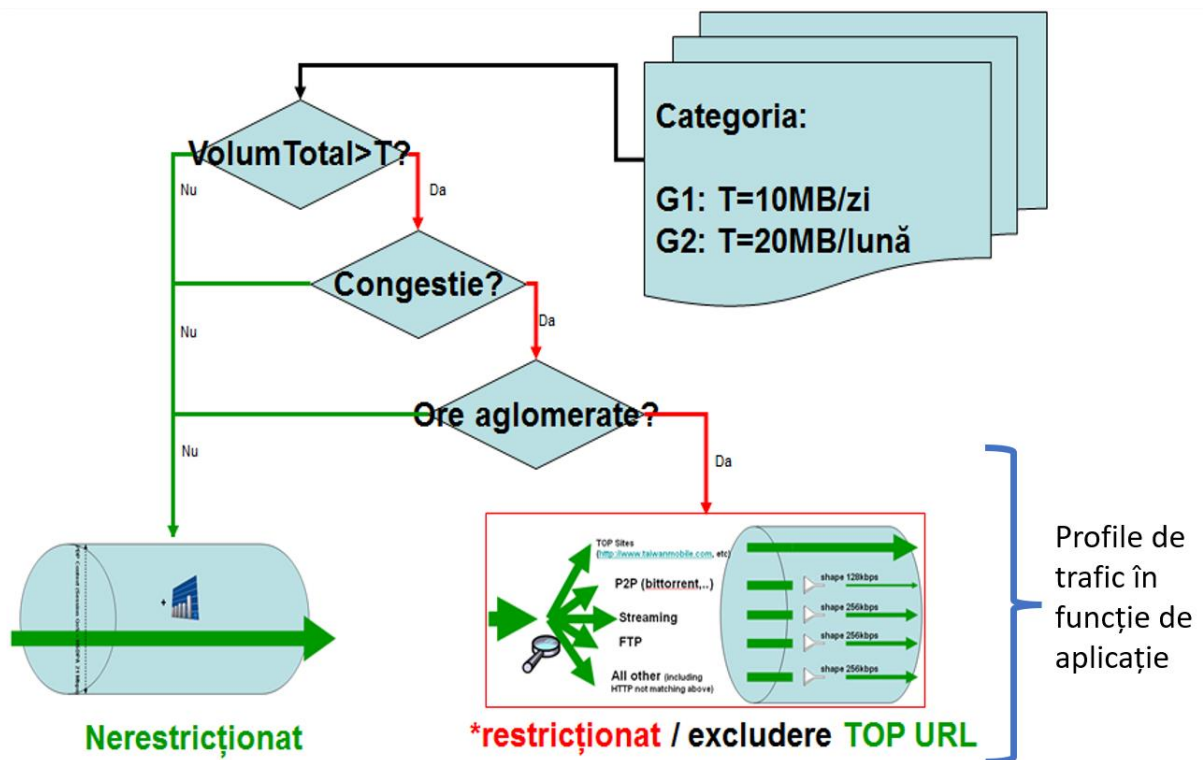 Categoria:
G1: T=10MB/zi
G2: T=20MB/lună
VolumTotal>T?
Nu
Da
Congestie?
Nu
Da
Ore aglomerate?
Nu
Da
TOP Sites
(http://www.taiwanmobile.com, etc)
P2P (bittorrent,..)
Streaming
FTP
All other (including
HTTP not matching above)
shape 128kbps
shape 256kbps
shape 256kbps
shape 256kbps
+
Profile de
trafic în
funcție de
aplicație
Nerestricționat
*restricționat / excludere TOP URL